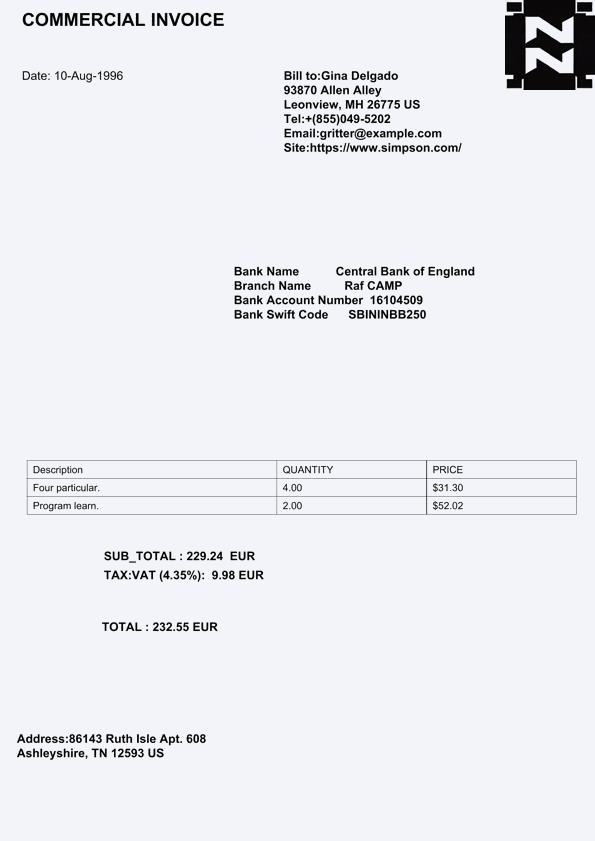 COMMERCIAL INVOICE
Date: 10-Aug-1996
Bill to:Gina Delgado
93870 Allen Alley
Leonview, MH 26775 US
Tel:+(855)049-5202
Email:gritter@example.com
Site:https://www.simpson.com/
Bank Name Central Bank of England
Branch Name Raf CAMP
Bank Account Number 16104509
Bank Swift Code SBININBB250
Description QUANTITY PRICE
Four particular. 4.00 $31.30
Program learn. 2.00 $52.02
SUB_TOTAL : 229.24 EUR
TAX:VAT (4.35%): 9.98 EUR
TOTAL : 232.55 EUR
Address:86143 Ruth Isle Apt. 608
Ashleyshire, TN 12593 US